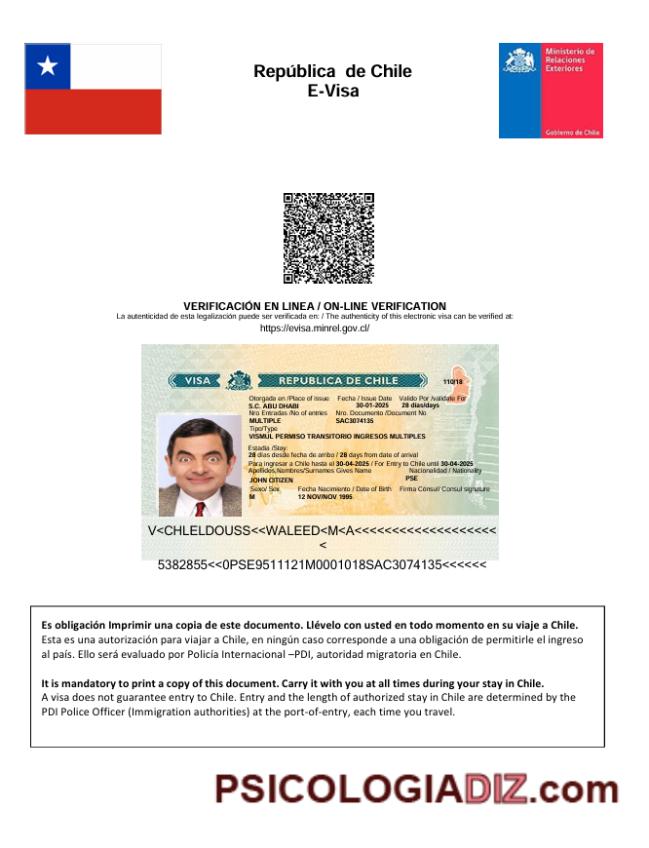 República de Chile
E-Visa
Ministerio de
Relaciones
Exteriores
Gobierno de Chile
VERIFICACIÓN EN LINEA / ON-LINE VERIFICATION
La autenticidad de esta legalización puede ser verificada en: / The authenticity of this electronic visa can be verified at:
https://evisa.minrel.gov.cl/
VISA REPUBLICA DE CHILE 110/18
Otorgada en /Place of Issue Fecha / Issue Date Valido Por /validate For
S.C. ABU DHABI 30-01-2025 28 dias/days
Nro Entradas /No of entries Nro. Documento /Document No
MULTIPLE SAC3074135
Tipo/Type
VISMUL PERMISO TRANSITORIO INGRESOS MULTIPLES
Estadia /Stay:
28 dias desde fecha de arribo / 28 days from date of arrival
Para ingresar a Chile hasta el 30-04-2025 / For Entry to Chile until 30-04-2025
Apellidos,Nombres/Surnames Gives Name Nacionalidad / Nationality
JOHN CITIZEN PSE
Sexo/ Sex Fecha Nacimiento / Date of Birth Firma Cónsul/ Consul signature
M 12 NOV/NOV 1995
V<CHLELDOUSS<<WALEED<M<A<<<<<<<<<<<<<<<<<<<
<
5382855<<0PSE9511121M0001018SAC3074135<<<<<<
Es obligación Imprimir una copia de este documento. Llévelo con usted en todo momento en su viaje a Chile.
Esta es una autorización para viajar a Chile, en ningún caso corresponde a una obligación de permitirle el ingreso
al país. Ello será evaluado por Policía Internacional –PDI, autoridad migratoria en Chile.
It is mandatory to print a copy of this document. Carry it with you at all times during your stay in Chile.
A visa does not guarantee entry to Chile. Entry and the length of authorized stay in Chile are determined by the
PDI Police Officer (Immigration authorities) at the port-of-entry, each time you travel.
PSICOLOGIADIZ.com